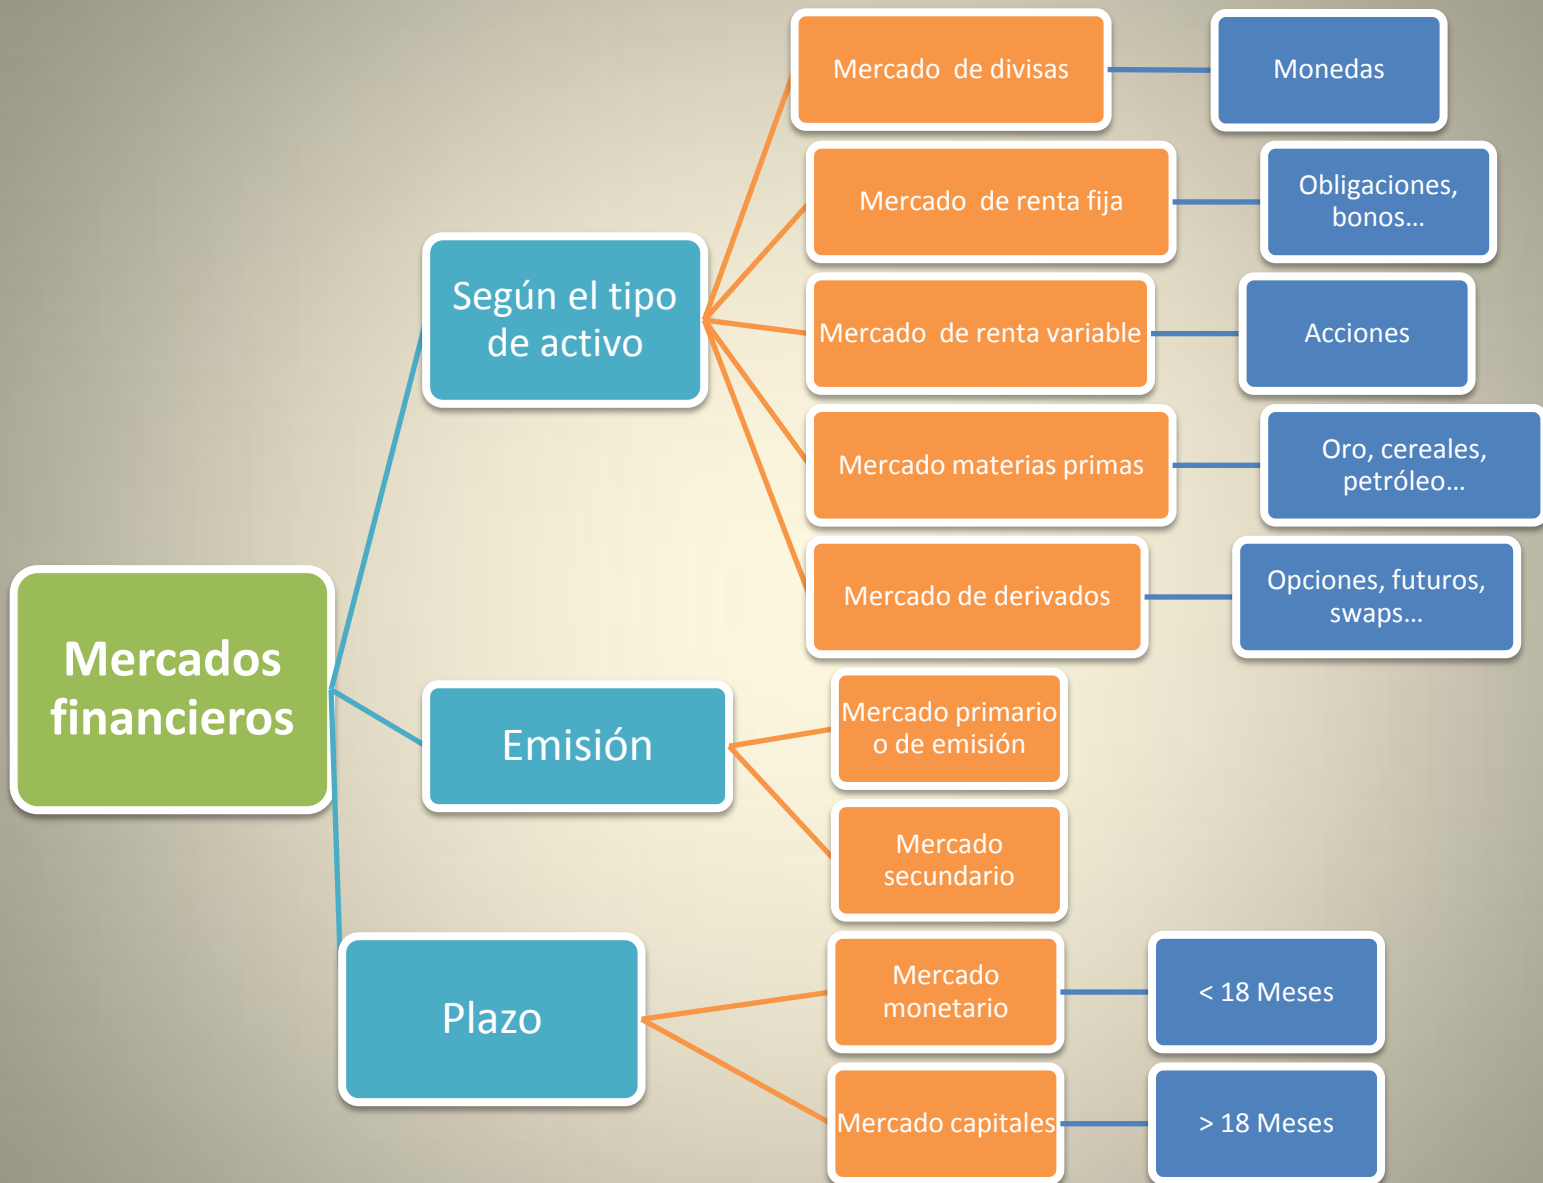 Mercados
financieros
Según el tipo
de activo
Mercado de divisas
Monedas
Mercado de renta fija
Obligaciones,
bonos...
Mercado de renta variable
Acciones
Mercado materias primas
Oro, cereales,
petróleo...
Mercado de derivados
Opciones, futuros,
swaps...
Emisión
Mercado primario
o de emisión
Mercado
secundario
Plazo
Mercado
monetario
< 18 Meses
Mercado capitales
> 18 Meses